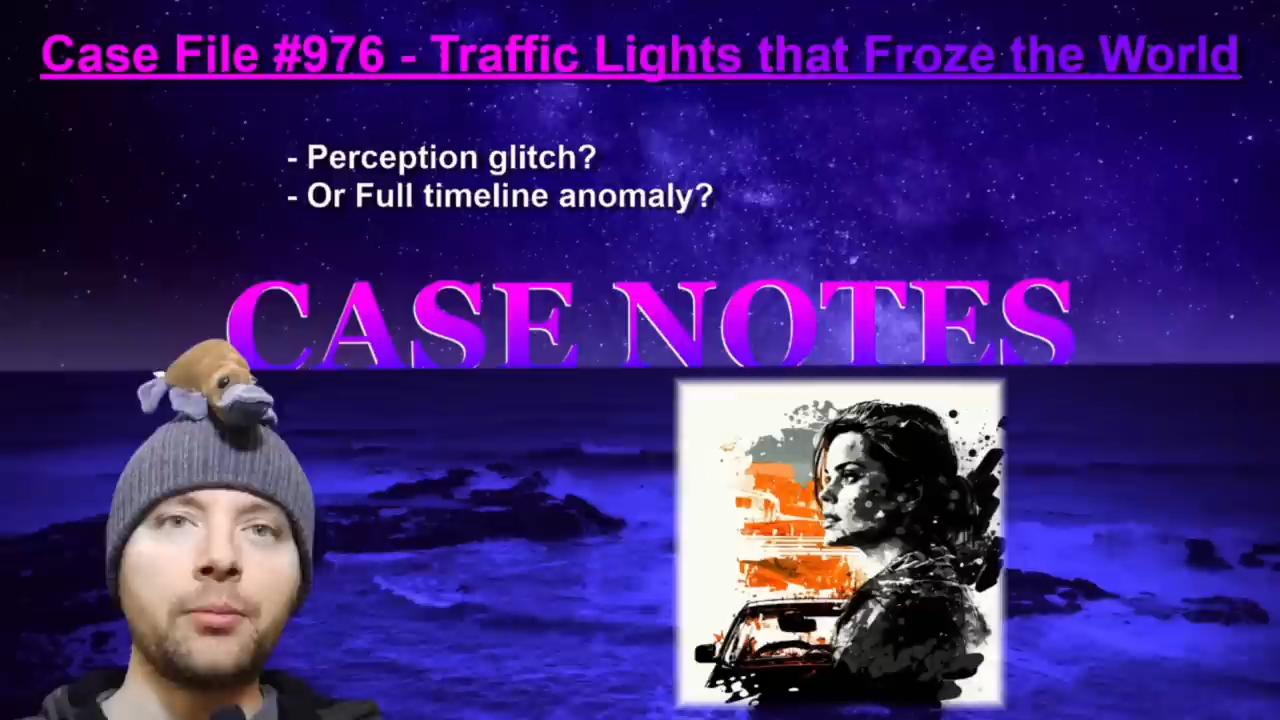 Case File #976 - Traffic Lights that Froze the World
- Perception glitch?
- Or Full timeline anomaly?
CASE NOTES